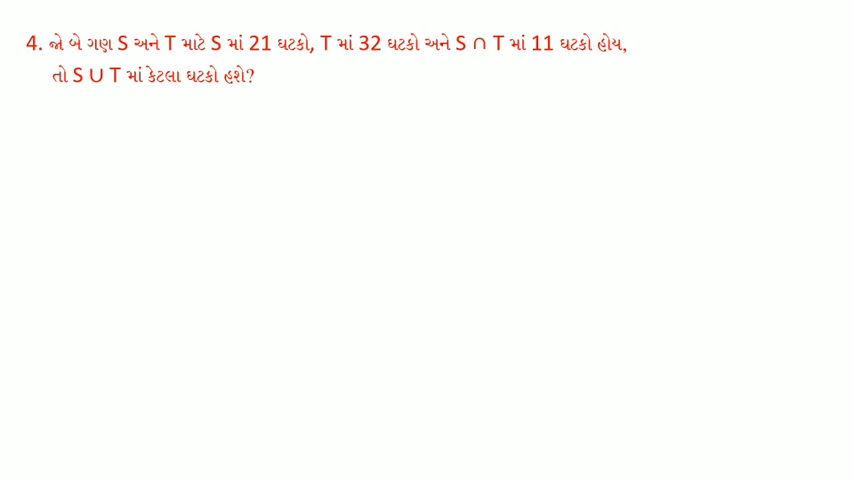 4. જો બે ગણ S અને T માટે S માં 21 ઘટકો, T માં 32 ઘટકો અને S ∩ T માં 11 ઘટકો હોય,
તો S ∪ T માં કેટલા ઘટકો હશે?